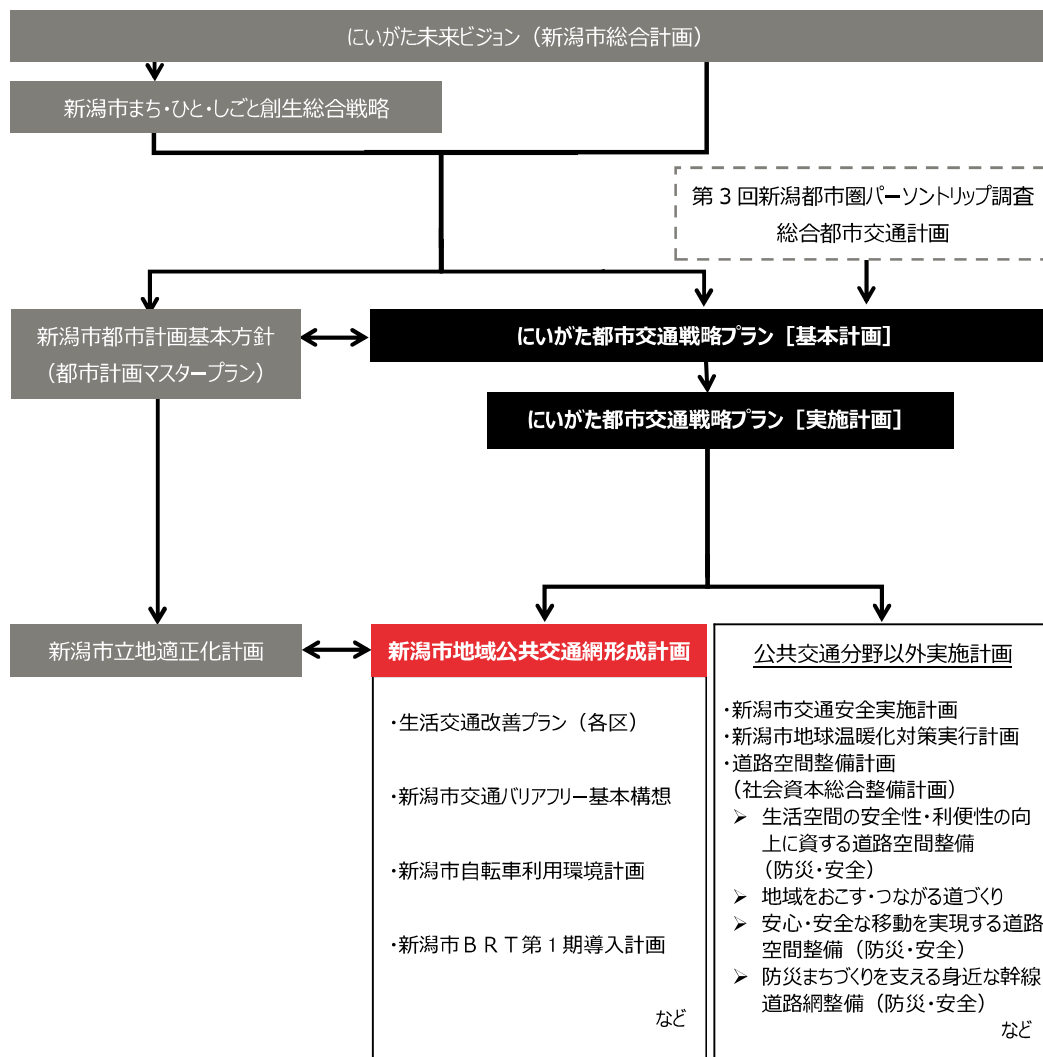 にいがた未来ビジョン（新潟市総合計画）
新潟市まち・ひと・しごと創生総合戦略
第３回新潟都市圏パーソントリップ調査
総合都市交通計画
新潟市都市計画基本方針
（都市計画マスタープラン）
にいがた都市交通戦略プラン［基本計画］
にいがた都市交通戦略プラン［実施計画］
新潟市立地適正化計画
新潟市地域公共交通網形成計画
・生活交通改善プラン（各区）
・新潟市交通バリアフリー基本構想
・新潟市自転車利用環境計画
・新潟市ＢＲＴ第１期導入計画
など
公共交通分野以外実施計画
・新潟市交通安全実施計画
・新潟市地球温暖化対策実行計画
・道路空間整備計画
（社会資本総合整備計画）
➢ 生活空間の安全性・利便性の向
上に資する道路空間整備
（防災・安全）
➢ 地域をおこす・つながる道づくり
➢ 安心・安全な移動を実現する道路
空間整備（防災・安全）
➢ 防災まちづくりを支える身近な幹線
道路網整備（防災・安全）
など